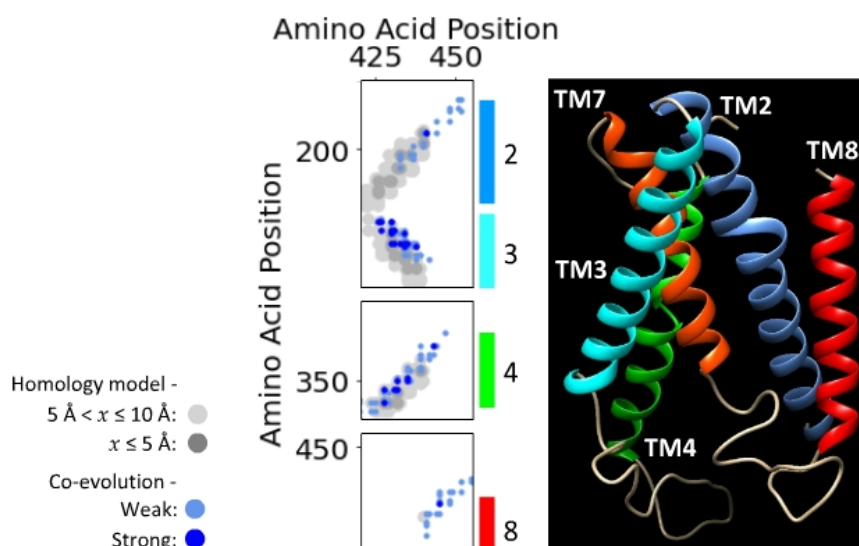 Amino Acid Position
425 450
Amino Acid Position
200
2
3
350
4
450
8
Homology model -
5 Å < x ≤ 10 Å:
x ≤ 5 Å:
Co-evolution -
Weak:
Strong:
TM7
TM2
TM8
TM3
TM4